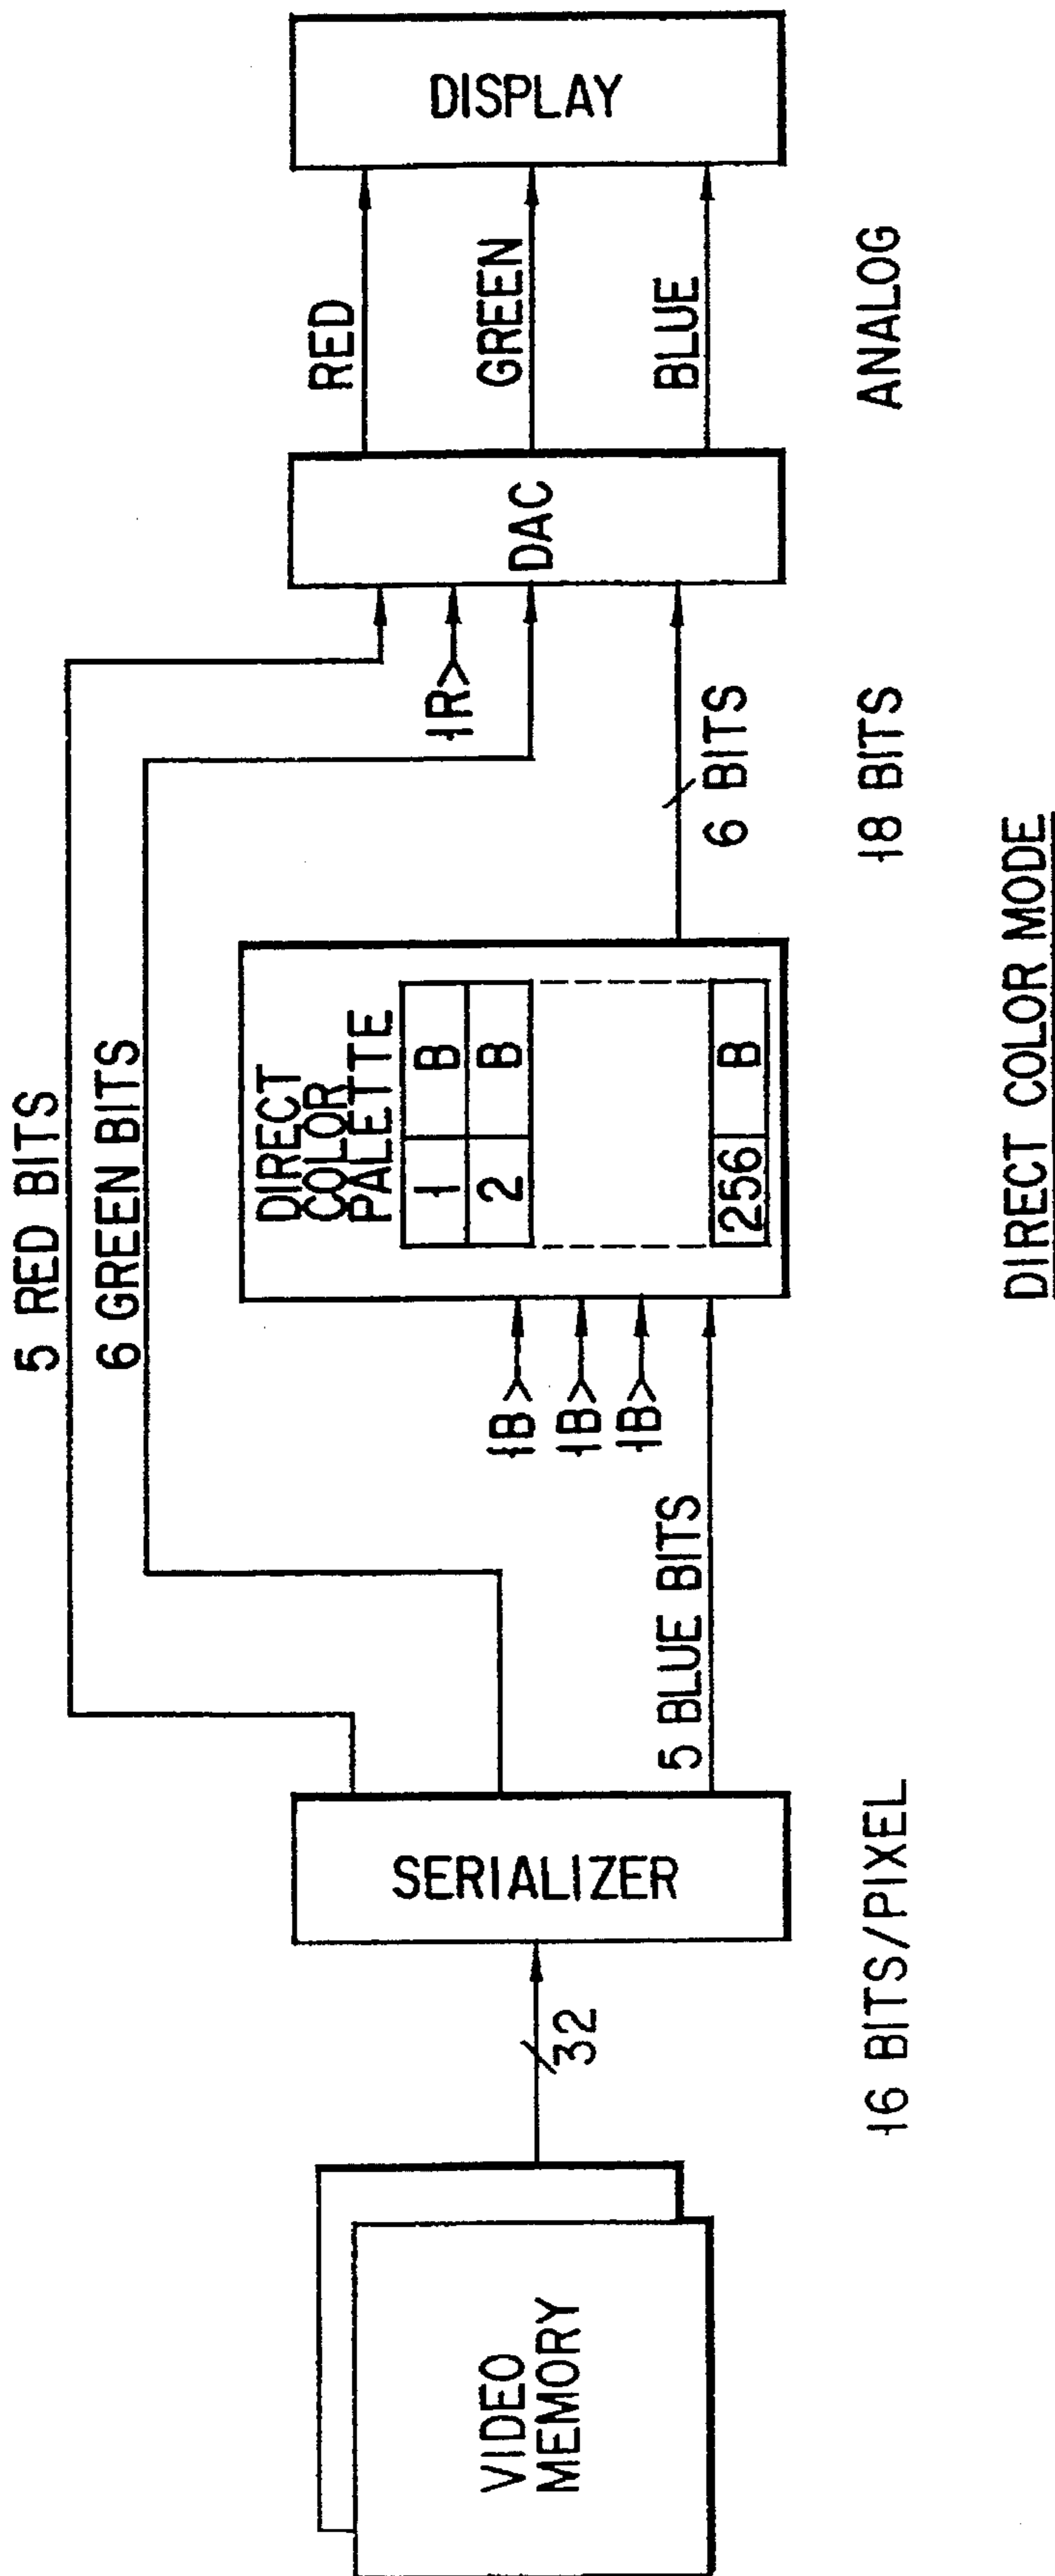 5 RED BITS
6 GREEN BITS
VIDEO
MEMORY
32
SERIALIZER
5 BLUE BITS
1B>
1B>
1B>
DIRECT
COLOR
PALETTE
1 B
2 B
256 B
6 BITS
1R>
DAC
RED
GREEN
BLUE
DISPLAY
16 BITS/PIXEL
18 BITS
ANALOG
DIRECT COLOR MODE